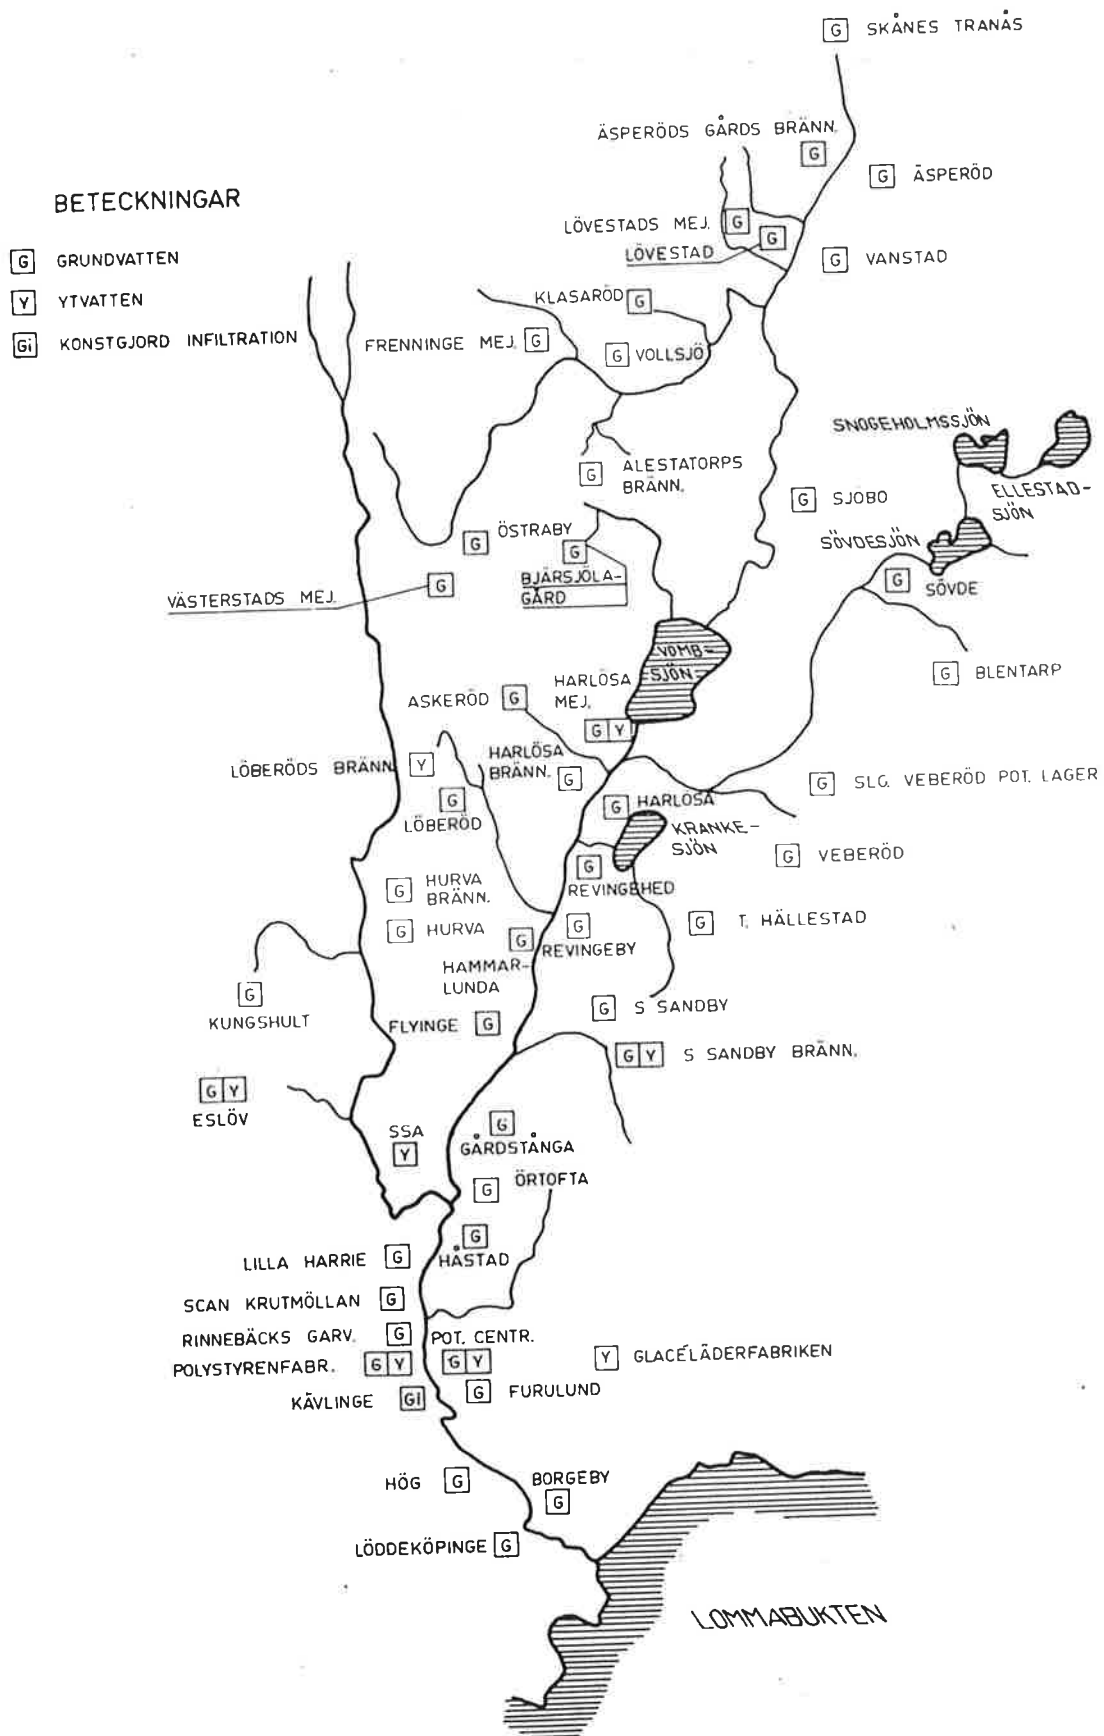 G SKÅNES TRANÅS
ÄSPERÖDS GÅRDS BRÄNN.
G
G ÄSPERÖD
BETECKNINGAR
G GRUNDVATTEN
Y YTVATTEN
Gi KONSTGJORD INFILTRATION
LÖVESTADS MEJ. G
LÖVESTAD G
G VANSTAD
KLASARÖD G
FRENNINGE MEJ. G
G VOLLSJÖ
SNOGEHOLMSSJÖN
ELLESTAD-
SJÖN
G ALESTATORPS
BRÄNN.
G SJÖBO
SÖVDESJÖN
G ÖSTRABY
G
BJÄRSJÖLA-
GÅRD
VÄSTERSTADS MEJ. G
G SÖVDE
VOMB-
SJÖN
G BLENTARP
ASKERÖD G
HARLÖSA
MEJ.
G Y
LÖBERÖDS BRÄNN. Y
HARLÖSA
BRÄNN. G
G SLG. VEBERÖD POT. LAGER
G
LÖBERÖD
G HARLÖSA
KRANKE-
SJÖN
G VEBERÖD
G
REVINGEHED
G HURVA
BRÄNN.
G HURVA
G T. HÄLLESTAD
G
REVINGEBY
G
HAMMAR-
LUNDA
G
KUNGSHULT
G S SANDBY
FLYINGE G
G Y S SANDBY BRÄNN.
G Y
ESLÖV
SSA
Y
G
GÅRDSTÅNGA
G ÖRTOFTA
G
HÅSTAD
LILLA HARRIE G
SCAN KRUTMÖLLAN G
RINNEBÄCKS GARV. G
POT. CENTR.
G Y
POLYSTYRENFABR. G Y
Y GLACÉLÄDERFABRIKEN
KÄVLINGE Gi
G FURULUND
HÖG G
BORGEBY
G
LÖDDEKÖPINGE G
LOMMABUKTEN